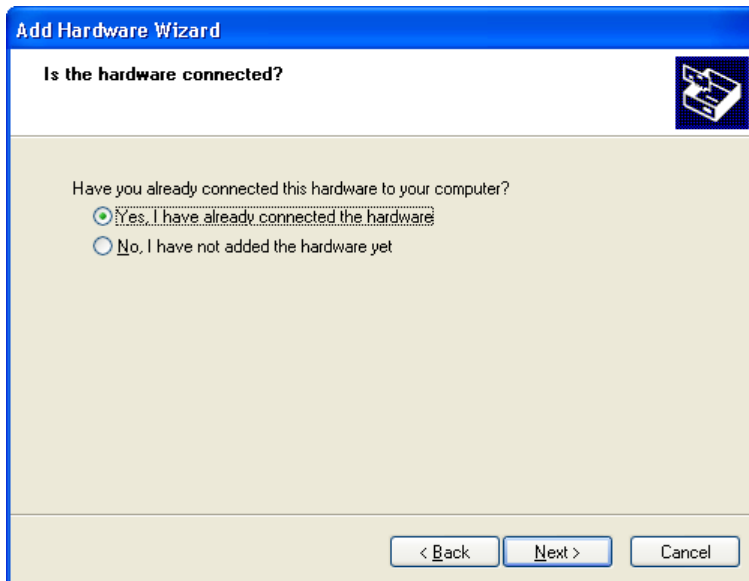 Add Hardware Wizard
Is the hardware connected?
Have you already connected this hardware to your computer?
Yes, I have already connected the hardware
No, I have not added the hardware yet
< Back
Next >
Cancel